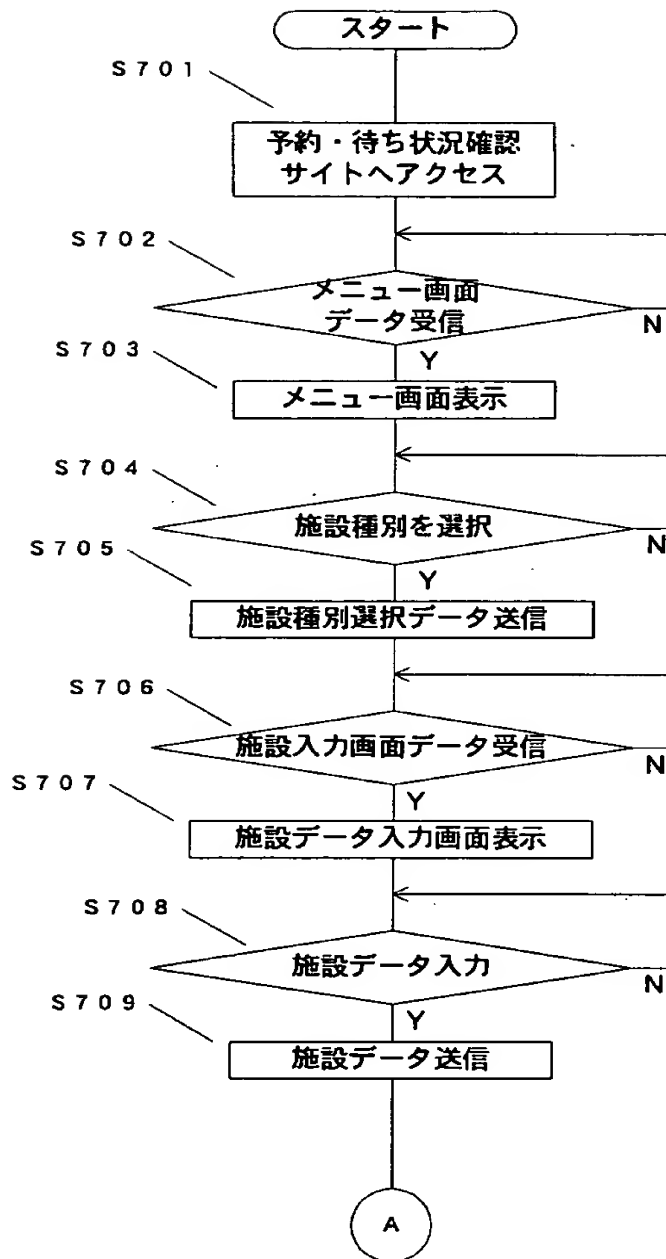 スタート
S701
予約・待ち状況確認
サイトへアクセス
S702
メニュー画面
データ受信
N
Y
S703
メニュー画面表示
S704
施設種別を選択
N
Y
S705
施設種別選択データ送信
S706
施設入力画面データ受信
N
Y
S707
施設データ入力画面表示
S708
施設データ入力
N
Y
S709
施設データ送信
A